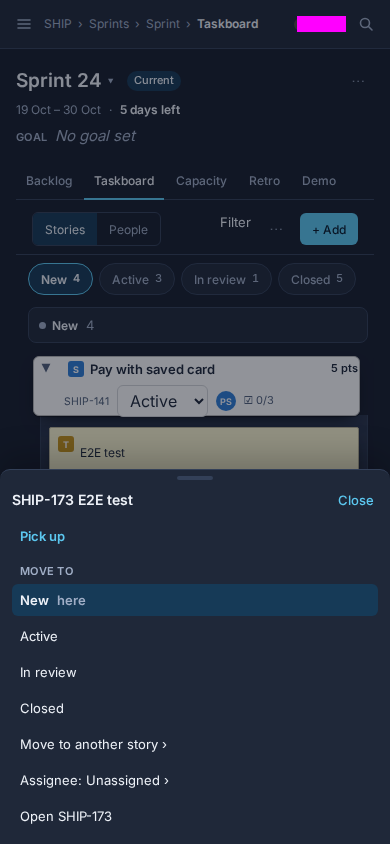 SHIP › Sprints › Sprint › Taskboard
Sprint 24 ▾ Current ...
19 Oct – 30 Oct · 5 days left
GOAL No goal set
Backlog Taskboard Capacity Retro Demo
Stories People Filter ... + Add
New 4 Active 3 In review 1 Closed 5
New 4
▼ S Pay with saved card 5 pts
SHIP-141 Active PS ☑ 0/3
T E2E test
SHIP-173 E2E test Close
Pick up
MOVE TO
New here
Active
In review
Closed
Move to another story ›
Assignee: Unassigned ›
Open SHIP-173